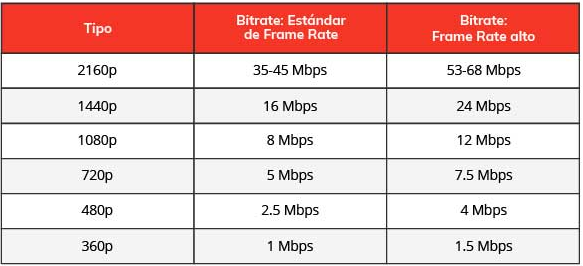 Tipo
Bítrate: Estándar
de Frame Rate
Bítrate:
Frame Rate alto
2160p 35-45 Mbps 53-68 Mbps
1440p 16 Mbps 24 Mbps
1080p 8 Mbps 12 Mbps
720p 5 Mbps 7.5 Mbps
480p 2.5 Mbps 4 Mbps
360p 1 Mbps 1.5 Mbps